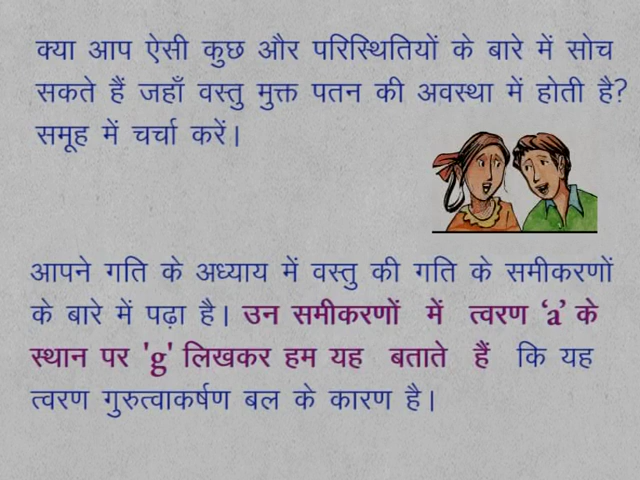 क्या आप ऐसी कुछ और परिस्थितियों के बारे में सोच
सकते हैं जहाँ वस्तु मुक्त पतन की अवस्था में होती है?
समूह में चर्चा करें।
आपने गति के अध्याय में वस्तु की गति के समीकरणों
के बारे में पढ़ा है। उन समीकरणों में त्वरण ‘a’ के
स्थान पर 'g' लिखकर हम यह बताते हैं कि यह
त्वरण गुरुत्वाकर्षण बल के कारण है।